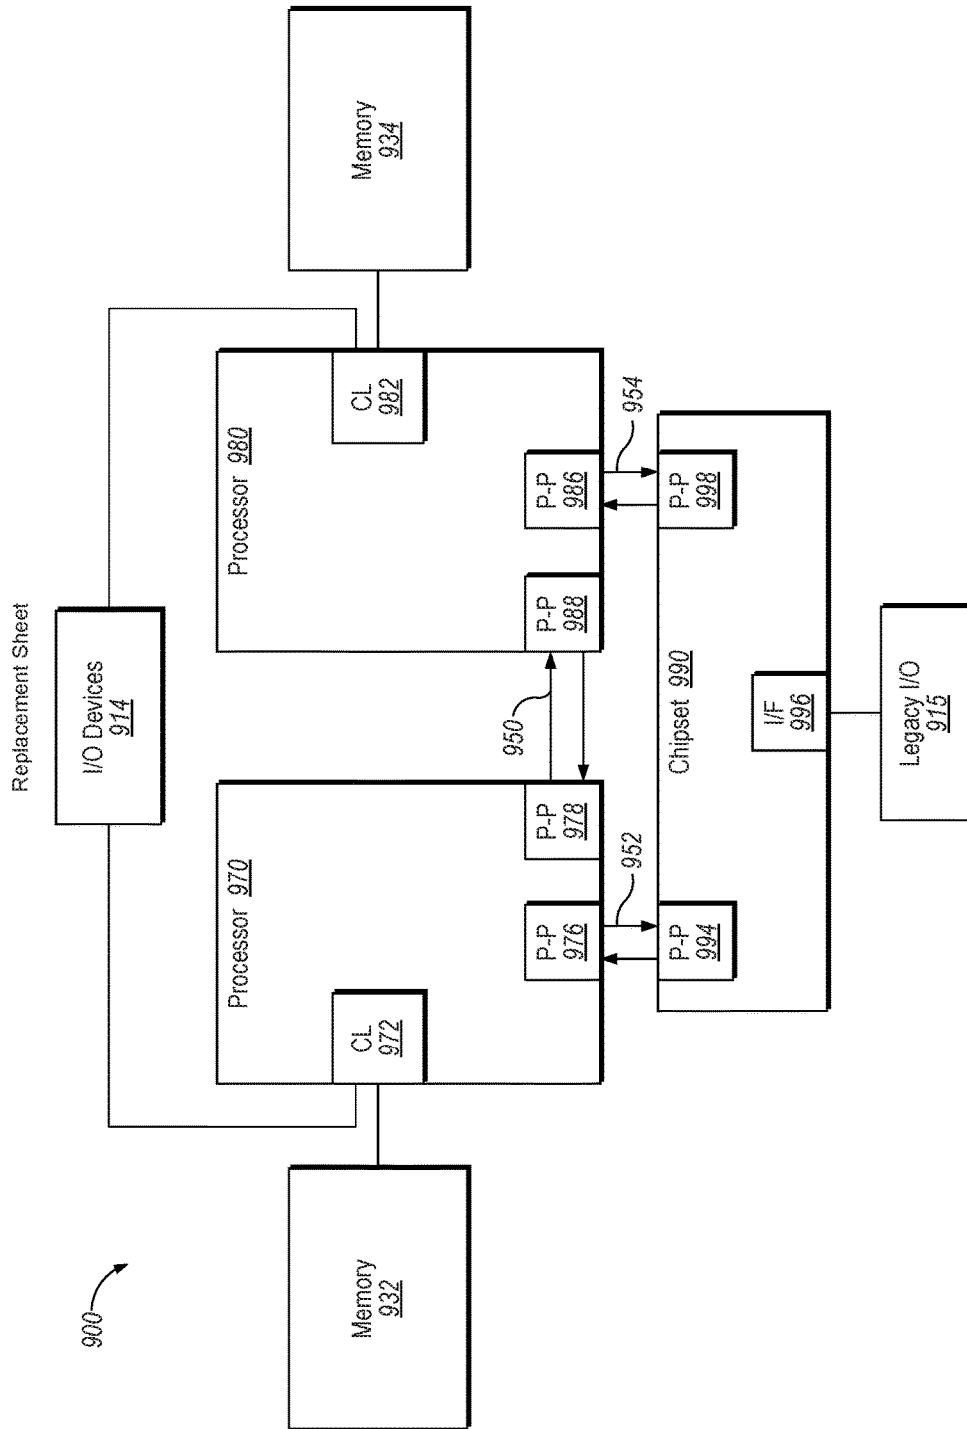 Replacement Sheet
900
I/O Devices
914
Memory
932
Processor 970
CL
972
P-P
976
P-P
978
950
Processor 980
CL
982
P-P
988
P-P
986
Memory
934
952
954
Chipset 990
P-P
994
P-P
998
I/F
996
Legacy I/O
915